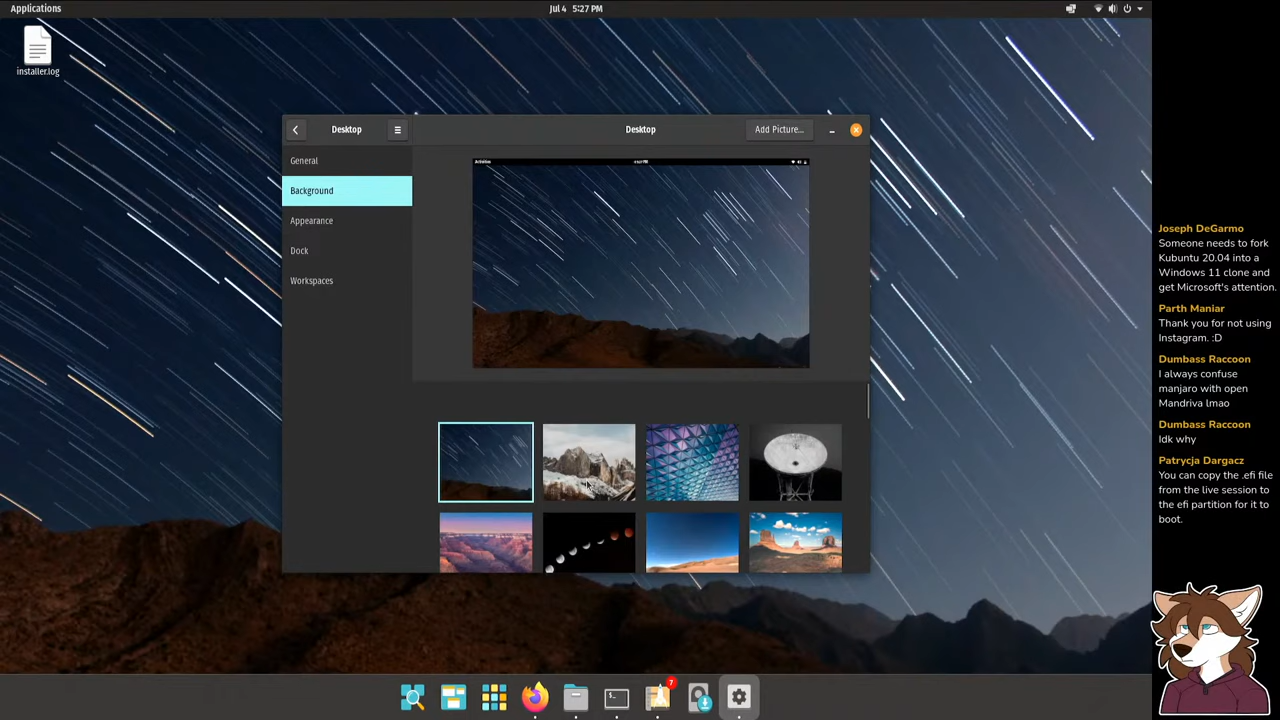 Applications
Jul 4 5:27 PM
installer.log
Desktop
Desktop
Add Picture...
General
Background
Appearance
Dock
Workspaces
7
Joseph DeGarmo
Someone needs to fork
Kubuntu 20.04 into a
Windows 11 clone and
get Microsoft's attention.
Parth Maniar
Thank you for not using
Instagram. :D
Dumbass Raccoon
I always confuse
manjaro with open
Mandriva lmao
Dumbass Raccoon
Idk why
Patrycja Dargacz
You can copy the .efi file
from the live session to
the efi partition for it to
boot.